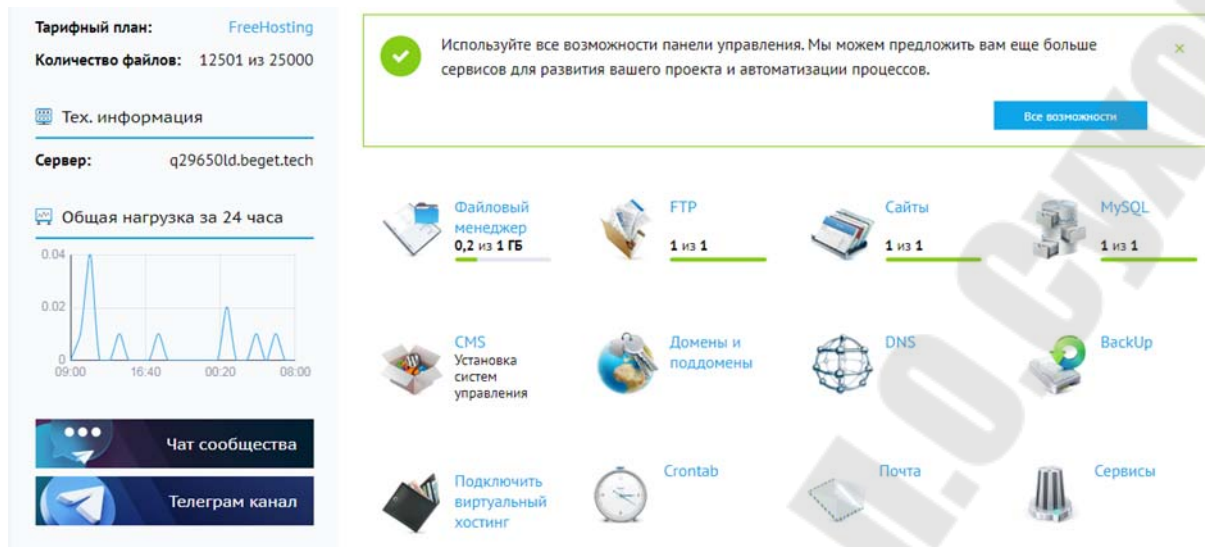 Тарифный план: FreeHosting
Количество файлов: 12501 из 25000
Тех. информация
Сервер: q29650ld.beget.tech
Общая нагрузка за 24 часа
0.04
0.02
0
09:00 16:40 00:20 08:00
Чат сообщества
Телеграм канал
Используйте все возможности панели управления. Мы можем предложить вам еще больше
сервисов для развития вашего проекта и автоматизации процессов.
×
Все возможности
Файловый
менеджер
0,2 из 1 ГБ
FTP
1 из 1
Сайты
1 из 1
MySQL
1 из 1
CMS
Установка
систем
управления
Домены и
поддомены
DNS
BackUp
Подключить
виртуальный
хостинг
Crontab
Почта
Сервисы